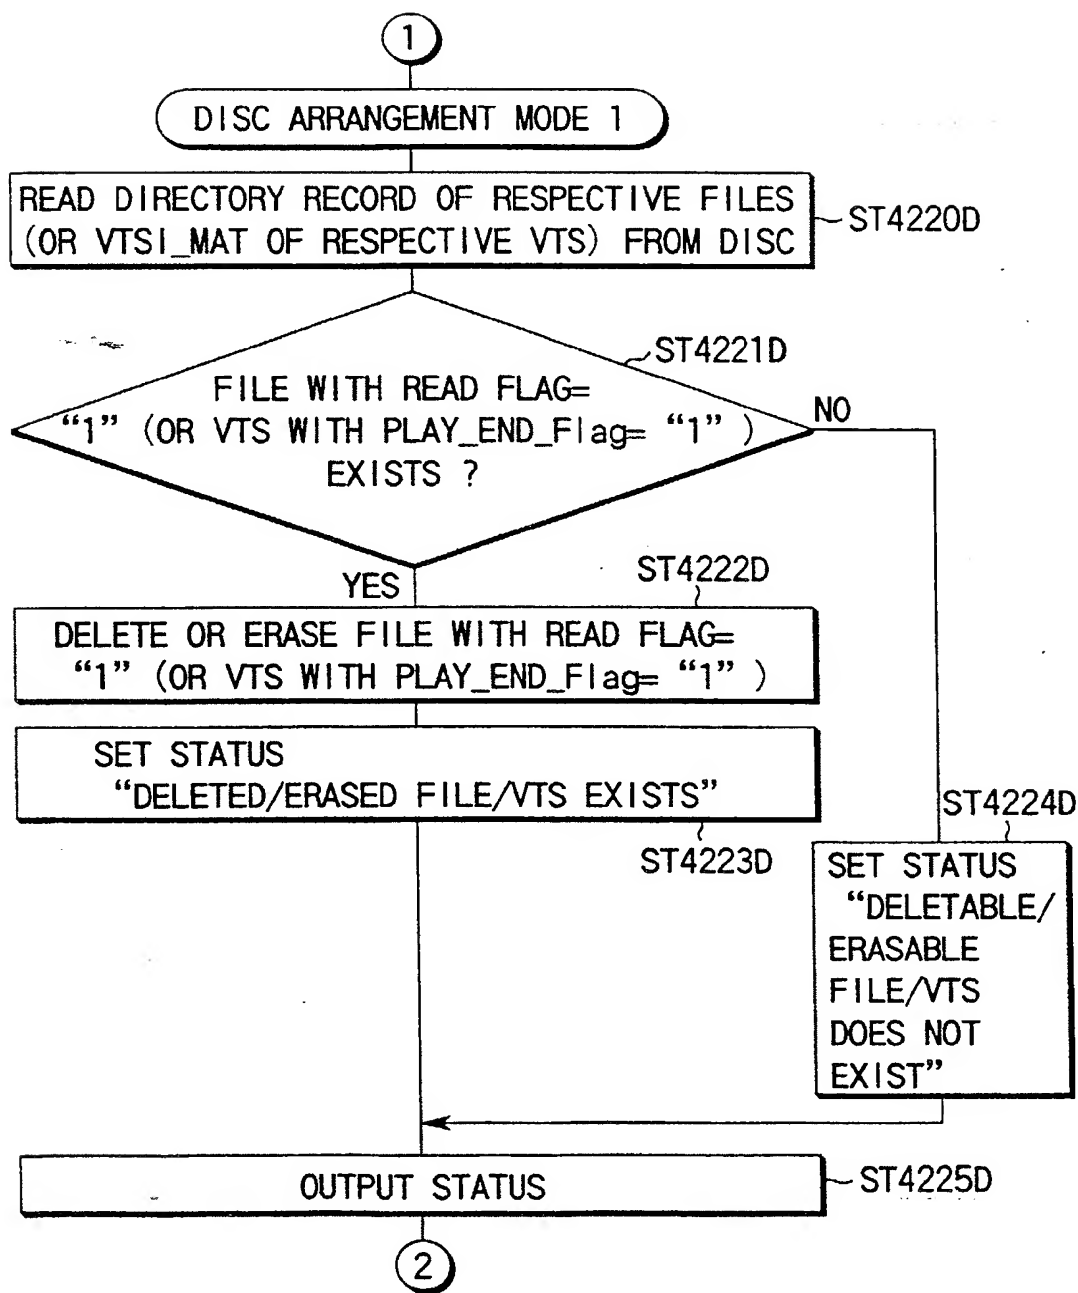 1
DISC ARRANGEMENT MODE 1
READ DIRECTORY RECORD OF RESPECTIVE FILES
(OR VTSI_MAT OF RESPECTIVE VTS) FROM DISC
ST4220D
ST4221D
FILE WITH READ FLAG=
“1” (OR VTS WITH PLAY_END_Flag= “1” )
EXISTS ?
NO
YES
ST4222D
DELETE OR ERASE FILE WITH READ FLAG=
“1” (OR VTS WITH PLAY_END_Flag= “1” )
SET STATUS
“DELETED/ERASED FILE/VTS EXISTS”
ST4223D
ST4224D
SET STATUS
“DELETABLE/
ERASABLE
FILE/VTS
DOES NOT
EXIST”
OUTPUT STATUS
ST4225D
2